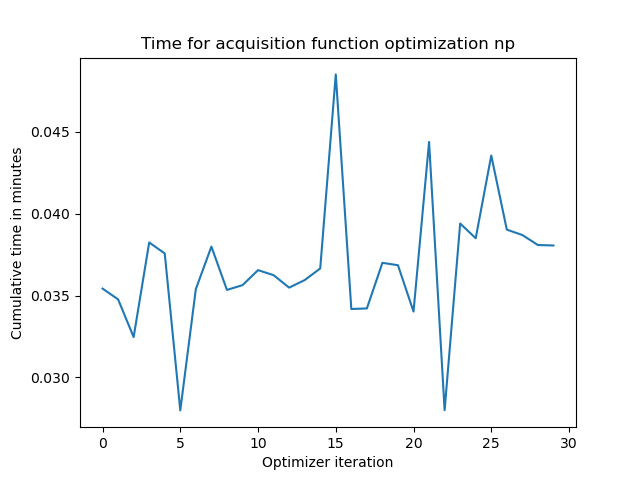 Time for acquisition function optimization np
Cumulative time in minutes
0.045
0.040
0.035
0.030
0 5 10 15 20 25 30
Optimizer iteration